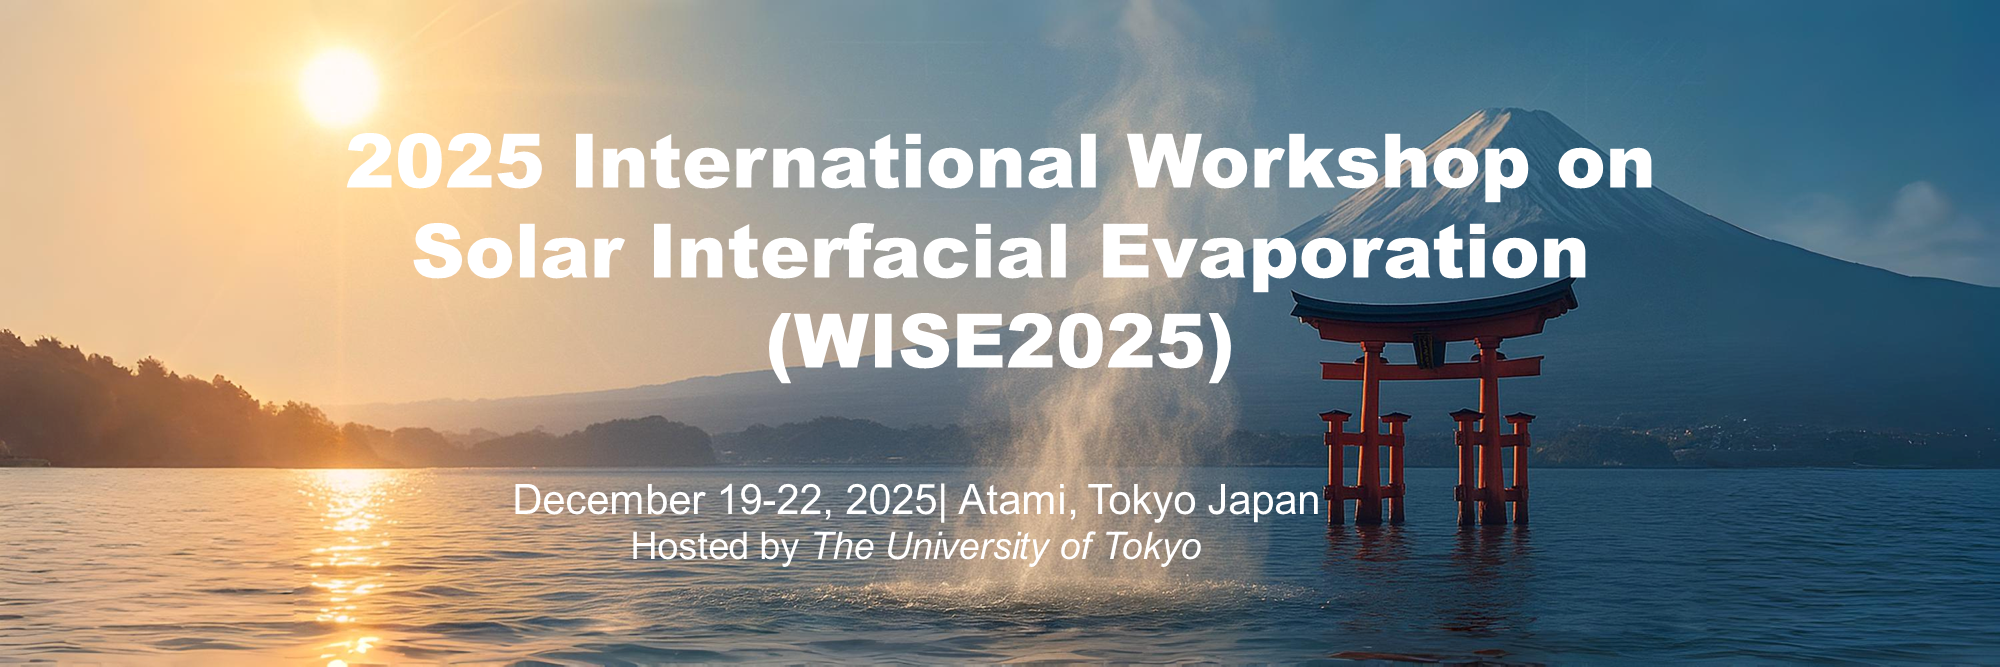 2025 International Workshop on
Solar Interfacial Evaporation
(WISE2025)
December 19-22, 2025| Atami, Tokyo Japan
Hosted by The University of Tokyo